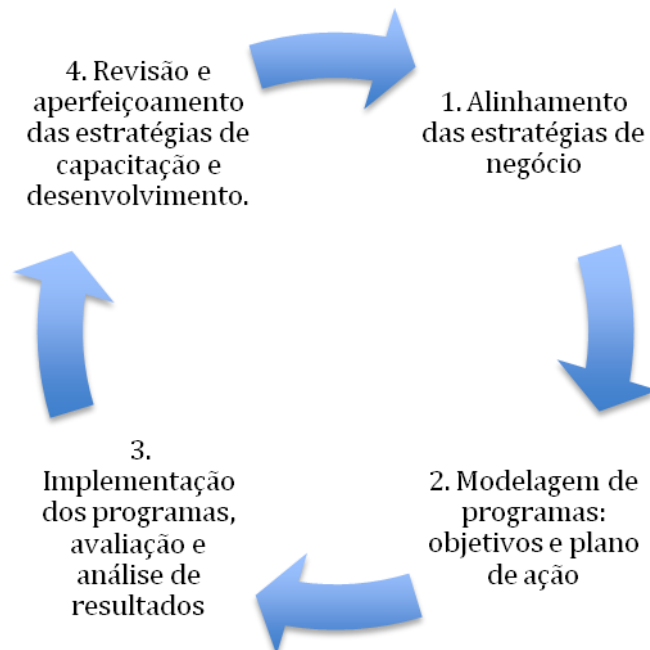 1. Alinhamento
das estratégias de
negócio
2. Modelagem de
programas:
objetivos e plano
de ação
3.
Implementação
dos programas,
avaliação e
análise de
resultados
4. Revisão e
aperfeiçoamento
das estratégias de
capacitação e
desenvolvimento.